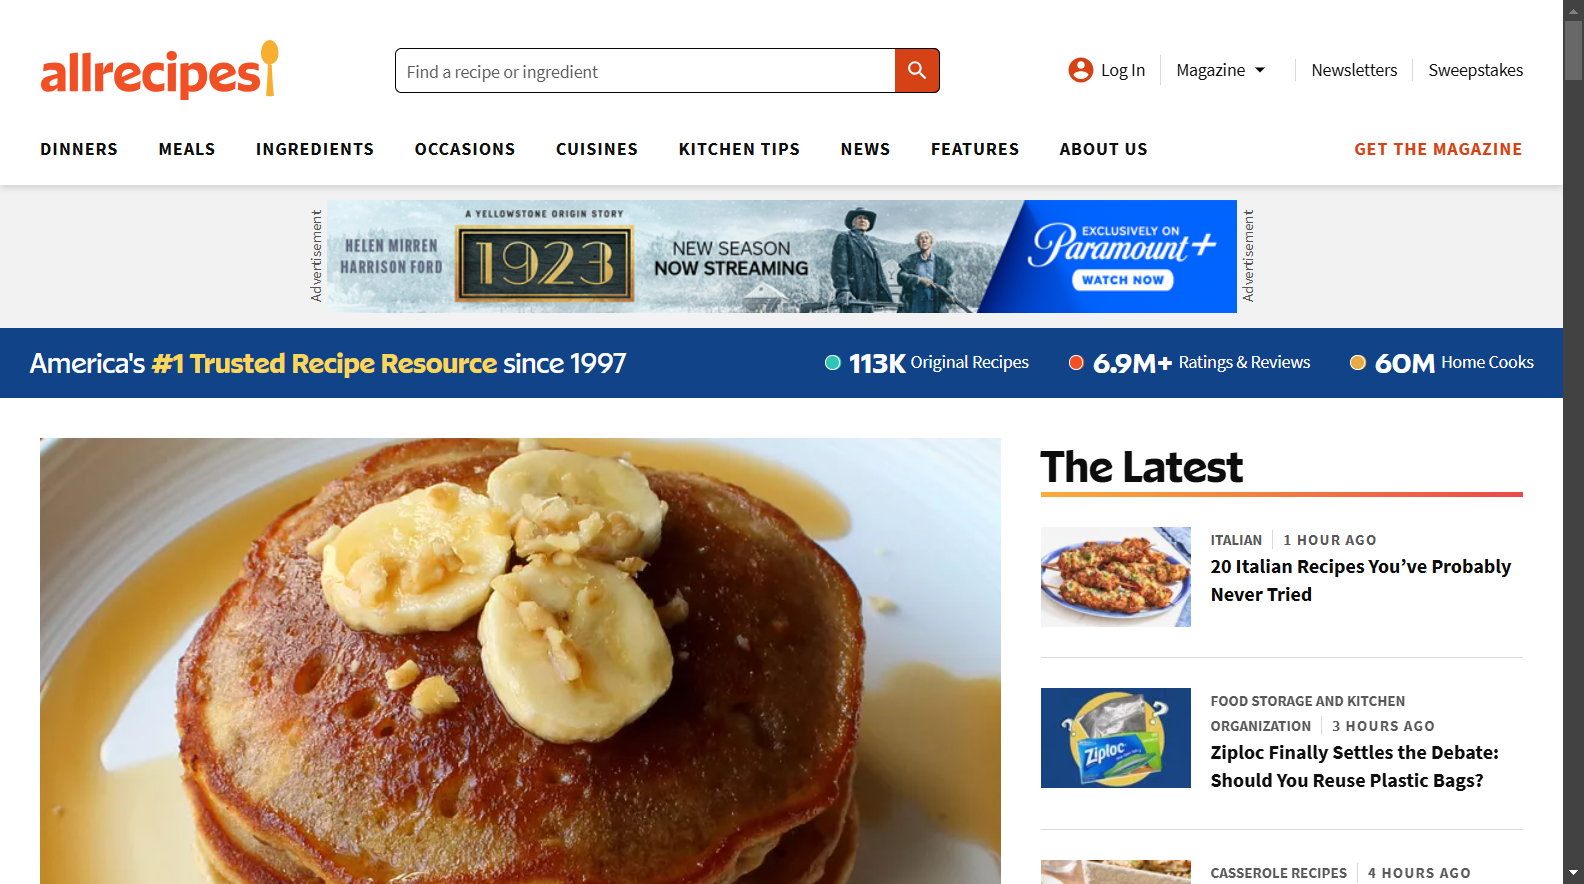 allrecipes
Find a recipe or ingredient
Log In
Magazine
Newsletters
Sweepstakes
DINNERS
MEALS
INGREDIENTS
OCCASIONS
CUISINES
KITCHEN TIPS
NEWS
FEATURES
ABOUT US
GET THE MAGAZINE
Advertisement
HELEN MIRREN
HARRISON FORD
A YELLOWSTONE ORIGIN STORY
1923
NEW SEASON
NOW STREAMING
EXCLUSIVELY ON
Paramount+
WATCH NOW
Advertisement
America's #1 Trusted Recipe Resource since 1997
113K Original Recipes
6.9M+ Ratings & Reviews
60M Home Cooks
The Latest
ITALIAN
1 HOUR AGO
20 Italian Recipes You’ve Probably
Never Tried
Ziploc
FOOD STORAGE AND KITCHEN
ORGANIZATION
3 HOURS AGO
Ziploc Finally Settles the Debate:
Should You Reuse Plastic Bags?
CASSEROLE RECIPES
4 HOURS AGO